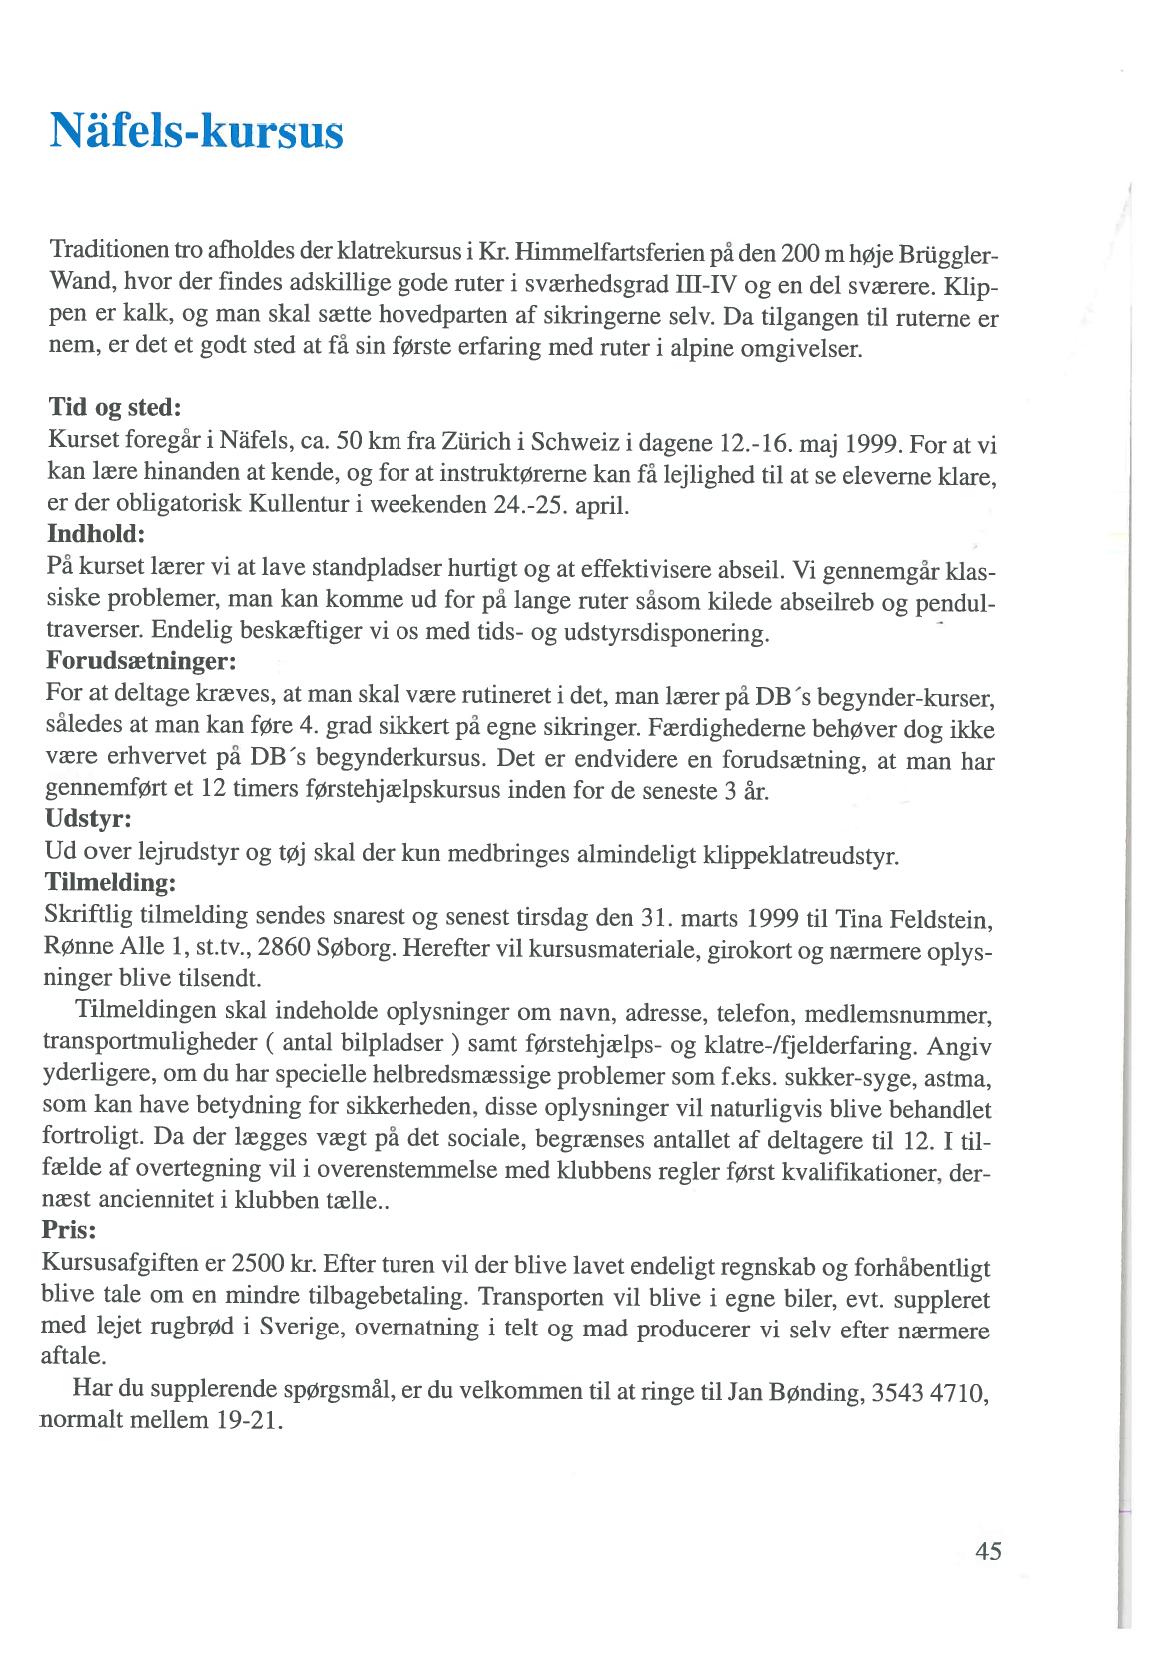 Näfels-kursus
Traditionen tro afholdes der klatrekursus i Kr. Himmelfartsferien på den 200 m høje Brüggler-
Wand, hvor der findes adskillige gode ruter i sværhedsgrad III-IV og en del sværere. Klip-
pen er kalk, og man skal sætte hovedparten af sikringerne selv. Da tilgangen til ruterne er
nem, er det et godt sted at få sin første erfaring med ruter i alpine omgivelser.
Tid og sted:
Kurset foregår i Näfels, ca. 50 km fra Zürich i Schweiz i dagene 12.-16. maj 1999. For at vi
kan lære hinanden at kende, og for at instruktørerne kan få lejlighed til at se eleverne klare,
er der obligatorisk Kullentur i weekenden 24.-25. april.
Indhold:
På kurset lærer vi at lave standpladser hurtigt og at effektivisere abseil. Vi gennemgår klas-
siske problemer, man kan komme ud for på lange ruter såsom kilede abseilreb og pendul-
traverser. Endelig beskæftiger vi os med tids- og udstyrsdisponering.
Forudsætninger:
For at deltage kræves, at man skal være rutineret i det, man lærer på DB´s begynder-kurser,
således at man kan føre 4. grad sikkert på egne sikringer. Færdighederne behøver dog ikke
være erhvervet på DB´s begynderkursus. Det er endvidere en forudsætning, at man har
gennemført et 12 timers førstehjælpskursus inden for de seneste 3 år.
Udstyr:
Ud over lejrudstyr og tøj skal der kun medbringes almindeligt klippeklatreudstyr.
Tilmelding:
Skriftlig tilmelding sendes snarest og senest tirsdag den 31. marts 1999 til Tina Feldstein,
Rønne Alle 1, st.tv., 2860 Søborg. Herefter vil kursusmateriale, girokort og nærmere oplys-
ninger blive tilsendt.
Tilmeldingen skal indeholde oplysninger om navn, adresse, telefon, medlemsnummer,
transportmuligheder ( antal bilpladser ) samt førstehjælps- og klatre-/fjelderfaring. Angiv
yderligere, om du har specielle helbredsmæssige problemer som f.eks. sukker-syge, astma,
som kan have betydning for sikkerheden, disse oplysninger vil naturligvis blive behandlet
fortroligt. Da der lægges vægt på det sociale, begrænses antallet af deltagere til 12. I til-
fælde af overtegning vil i overenstemmelse med klubbens regler først kvalifikationer, der-
næst anciennitet i klubben tælle..
Pris:
Kursusafgiften er 2500 kr. Efter turen vil der blive lavet endeligt regnskab og forhåbentligt
blive tale om en mindre tilbagebetaling. Transporten vil blive i egne biler, evt. suppleret
med lejet rugbrød i Sverige, overnatning i telt og mad producerer vi selv efter nærmere
aftale.
Har du supplerende spørgsmål, er du velkommen til at ringe til Jan Bønding, 3543 4710,
normalt mellem 19-21.
45